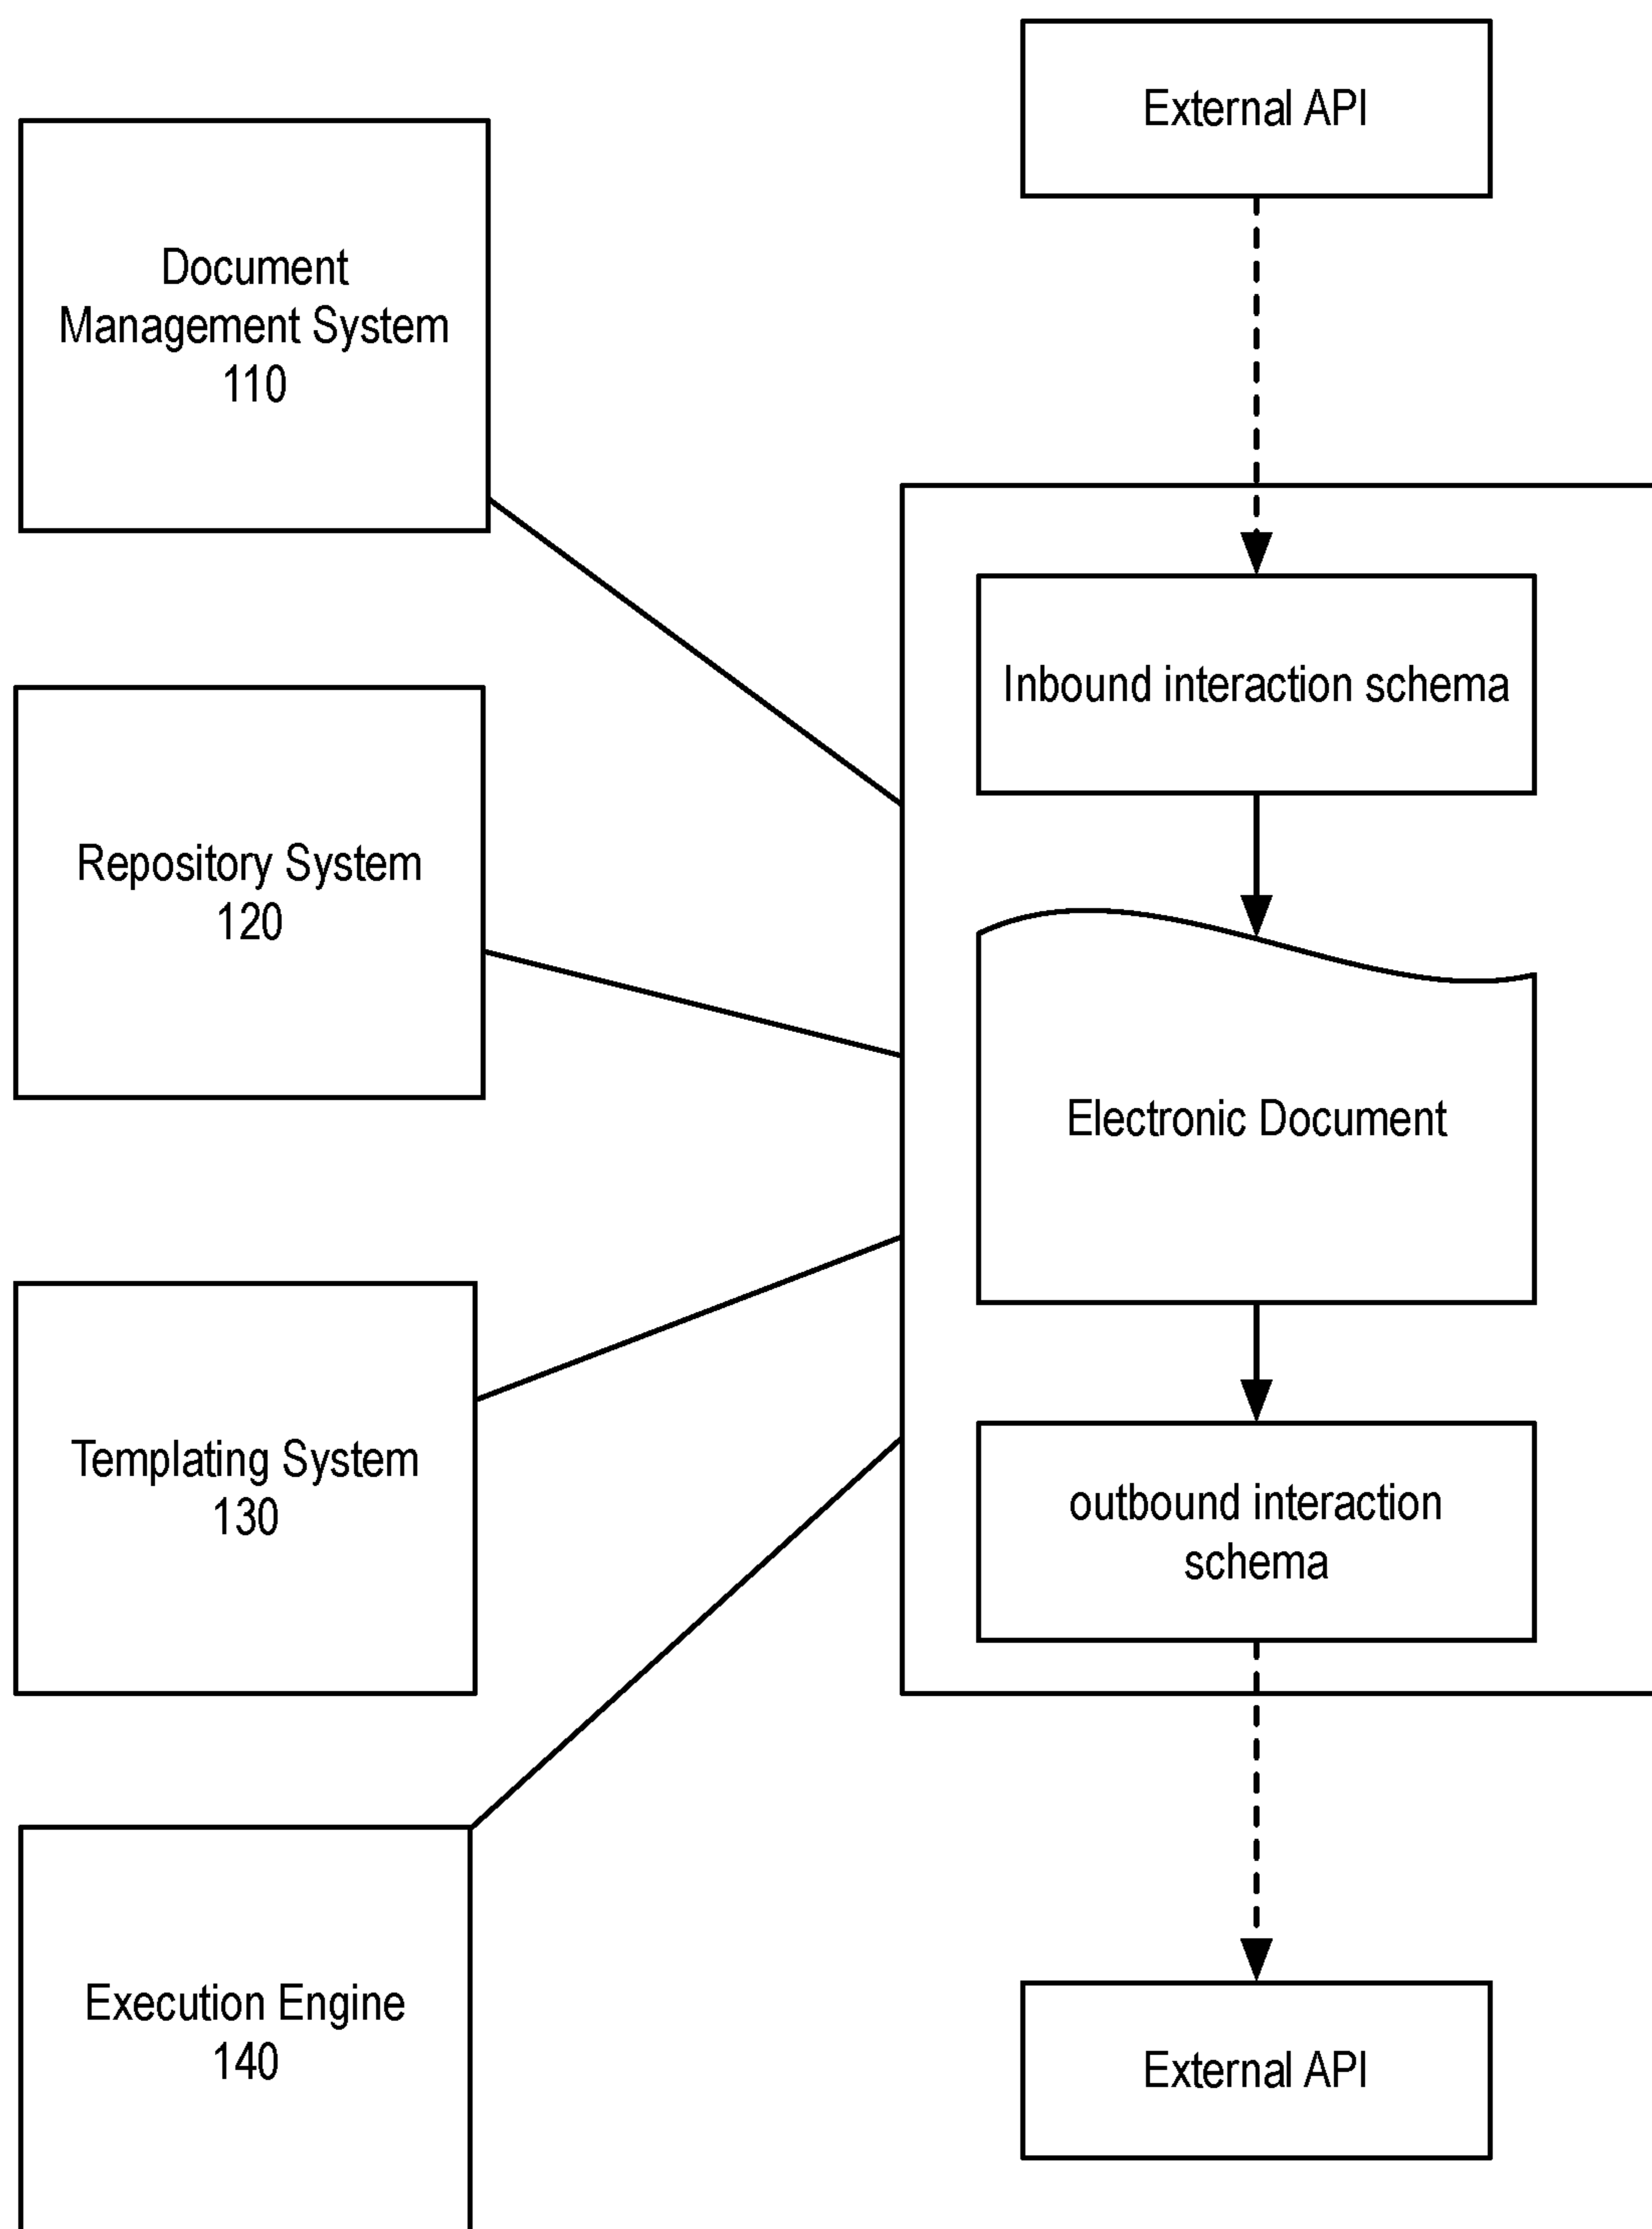 External API
Document
Management System
110
Inbound interaction schema
Repository System
120
Electronic Document
Templating System
130
outbound interaction
schema
Execution Engine
140
External API